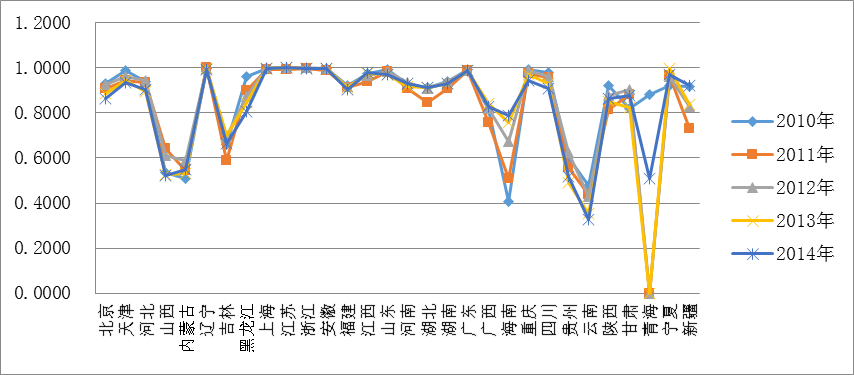 1.2000
1.0000
0.8000
0.6000
0.4000
0.2000
0.0000
北京
天津
河北
山西
内蒙古
辽宁
吉林
黑龙江
上海
江苏
浙江
安徽
福建
江西
山东
河南
湖北
湖南
广东
广西
海南
重庆
四川
贵州
云南
陕西
甘肃
青海
宁夏
新疆
2010年
2011年
2012年
2013年
2014年